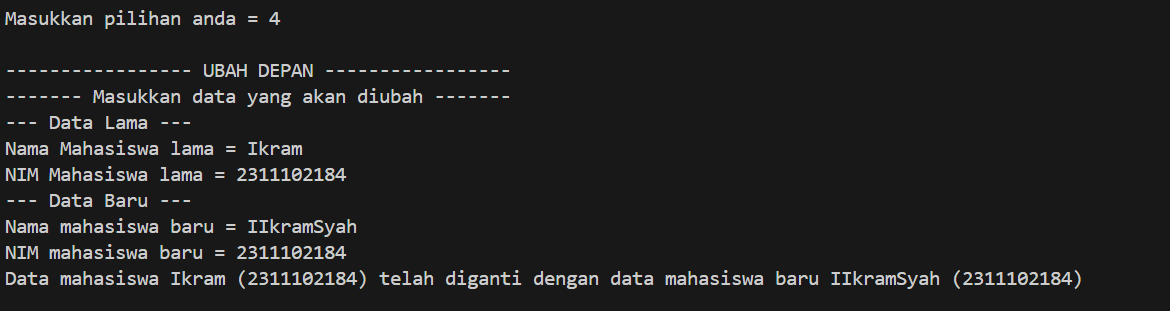 Masukkan pilihan anda = 4
----------------- UBAH DEPAN -----------------
------- Masukkan data yang akan diubah -------
--- Data Lama ---
Nama Mahasiswa lama = Ikram
NIM Mahasiswa lama = 2311102184
--- Data Baru ---
Nama mahasiswa baru = IIkramSyah
NIM mahasiswa baru = 2311102184
Data mahasiswa Ikram (2311102184) telah diganti dengan data mahasiswa baru IIkramSyah (2311102184)